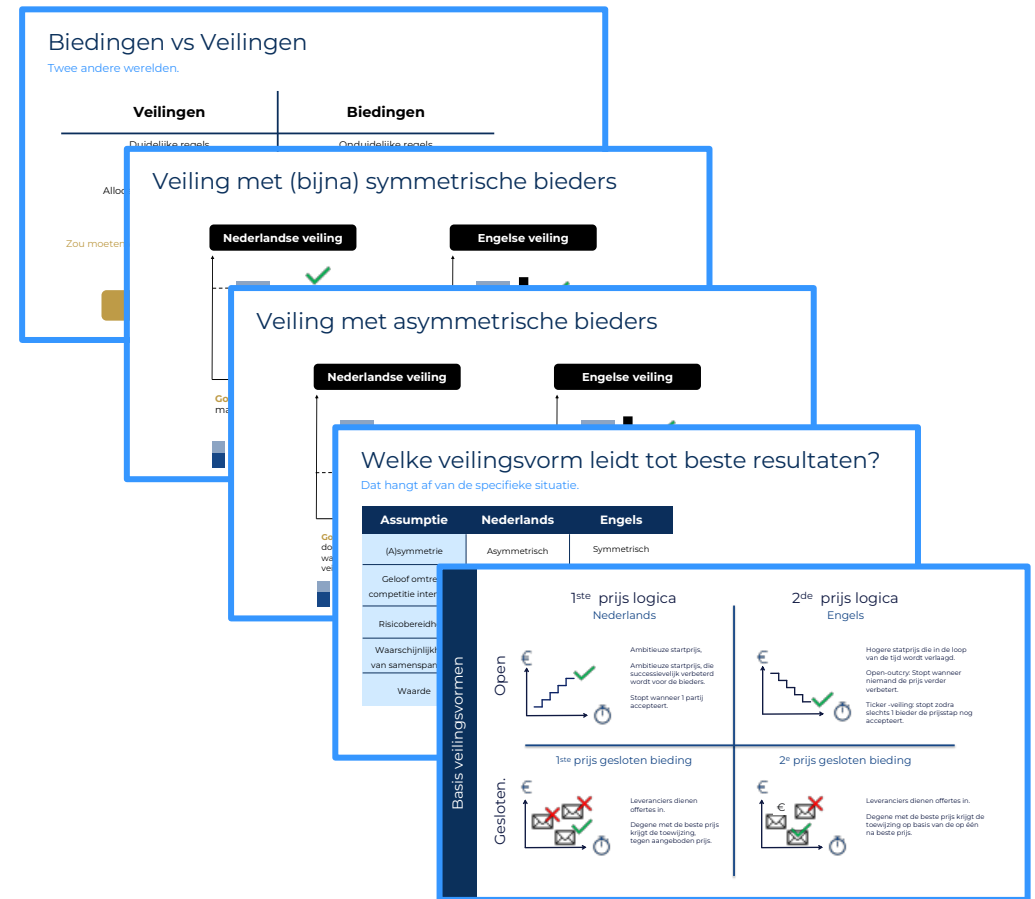 Biedingen vs Veilingen
Twee andere werelden.
Veilingen Biedingen
Duidelijke regels Onduidelijke regels
Zou moeten
Veiling met (bijna) symmetrische bieders
Nederlandse veiling Engelse veiling
Veiling met asymmetrische bieders
Nederlandse veiling Engelse veiling
Welke veilingsvorm leidt tot beste resultaten?
Dat hangt af van de specifieke situatie.
Assumptie Nederlands Engels
(A)symmetrie Asymmetrisch Symmetrisch
Geloof
competitie
Waarde
Basis veilingsvormen
1ste prijs logica
Nederlands
2de prijs logica
Engels
Open
€
Ambitieuze startprijs,
Ambitieuze startprijs, die
successievelijk verbeterd
wordt voor de bieders.
Stopt wanneer 1 partij
accepteert.
€
Hogere statprijs die in de loop
van de tijd wordt verlaagd.
Open-outcry: Stopt wanneer
niemand de prijs verder
verbetert.
Ticker -veiling: stopt zodra
slechts 1 bieder de prijsstap nog
accepteert.
Gesloten.
1ste prijs gesloten bieding
€
Leveranciers dienen
offertes in.
Degene met de beste prijs
krijgt de toewijzing,
tegen aangeboden prijs.
2e prijs gesloten bieding
€
€
Leveranciers dienen offertes in.
Degene met de beste prijs krijgt de
toewijzing op basis van de op één
na beste prijs.